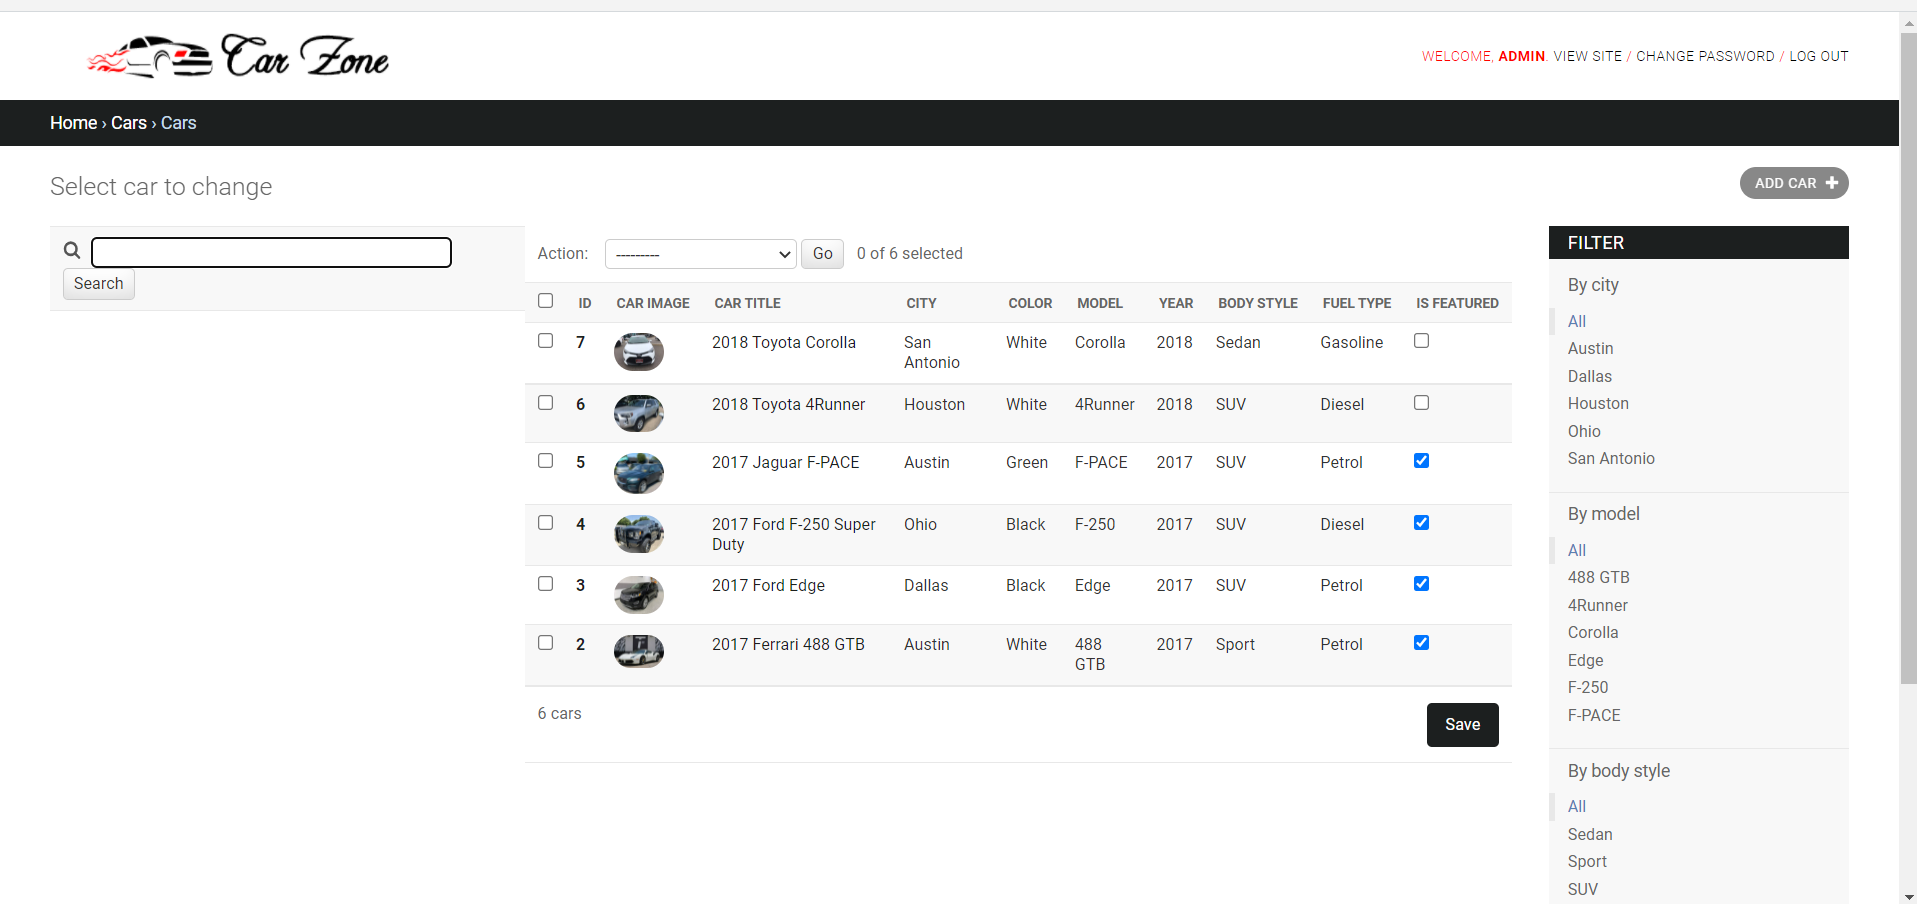 Car Zone
WELCOME, ADMIN. VIEW SITE / CHANGE PASSWORD / LOG OUT
Home › Cars › Cars
Select car to change
ADD CAR
Search
Action: --------- Go 0 of 6 selected
ID CAR IMAGE CAR TITLE CITY COLOR MODEL YEAR BODY STYLE FUEL TYPE IS FEATURED
7 2018 Toyota Corolla San Antonio White Corolla 2018 Sedan Gasoline
6 2018 Toyota 4Runner Houston White 4Runner 2018 SUV Diesel
5 2017 Jaguar F-PACE Austin Green F-PACE 2017 SUV Petrol
4 2017 Ford F-250 Super Duty Ohio Black F-250 2017 SUV Diesel
3 2017 Ford Edge Dallas Black Edge 2017 SUV Petrol
2 2017 Ferrari 488 GTB Austin White 488 GTB 2017 Sport Petrol
6 cars
Save
FILTER
By city
All
Austin
Dallas
Houston
Ohio
San Antonio
By model
All
488 GTB
4Runner
Corolla
Edge
F-250
F-PACE
By body style
All
Sedan
Sport
SUV